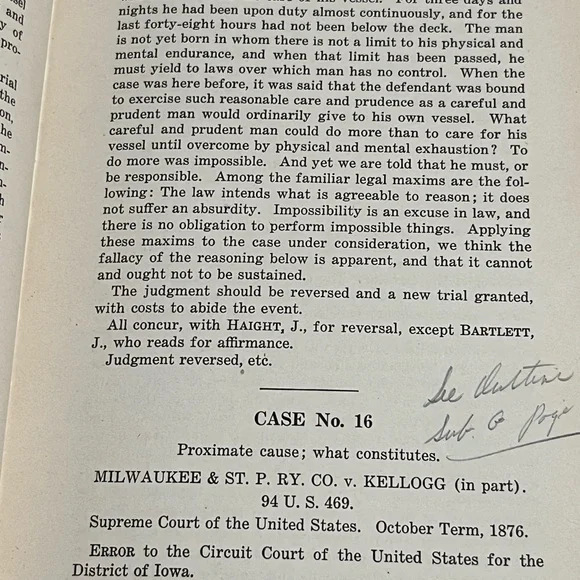 and
y of
pro-
rial
the
on,
he
nights he had been upon duty almost continuously, and for the
last forty-eight hours had not been below the deck. The man
is not yet born in whom there is not a limit to his physical and
mental endurance, and when that limit has been passed, he
must yield to laws over which man has no control. When the
case was here before, it was said that the defendant was bound
to exercise such reasonable care and prudence as a careful and
prudent man would ordinarily give to his own vessel. What
careful and prudent man could do more than to care for his
vessel until overcome by physical and mental exhaustion? To
do more was impossible. And yet we are told that he must, or
be responsible. Among the familiar legal maxims are the fol-
lowing: The law intends what is agreeable to reason; it does
not suffer an absurdity. Impossibility is an excuse in law, and
there is no obligation to perform impossible things. Applying
these maxims to the case under consideration, we think the
fallacy of the reasoning below is apparent, and that it cannot
and ought not to be sustained.
The judgment should be reversed and a new trial granted,
with costs to abide the event.
All concur, with HAIGHT, J., for reversal, except BARTLETT,
J., who reads for affirmance.
Judgment reversed, etc.
See Outline
Sub. G Page
CASE No. 16
Proximate cause; what constitutes.
MILWAUKEE & ST. P. RY. CO. v. KELLOGG (in part).
94 U. S. 469.
Supreme Court of the United States. October Term, 1876.
ERROR to the Circuit Court of the United States for the
District of Iowa.